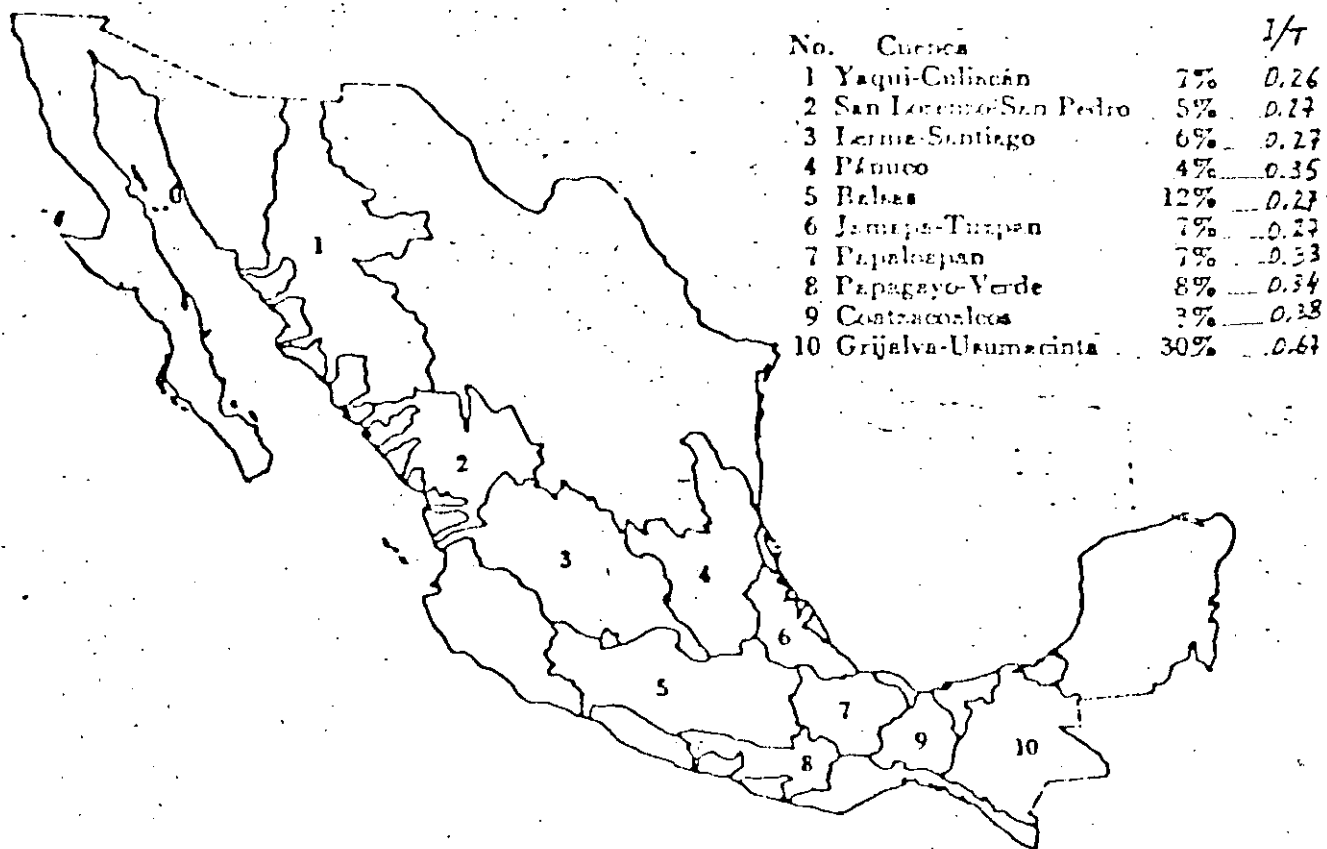 I/T
No. Cuenca
1 Yaqui-Culiacán 7% 0.26
2 San Lorenzo-San Pedro 5% 0.27
3 Lerma-Santiago 6% 0.27
4 Pánuco 4% 0.35
5 Balsas 12% 0.27
6 Jamapa-Tuxpan 7% 0.27
7 Papaloapan 7% 0.33
8 Papagayo-Verde 8% 0.34
9 Coatzacoalcos 3% 0.38
10 Grijalva-Usumacinta 30% 0.67
1
2
3
4
6
5
7
9
10
8